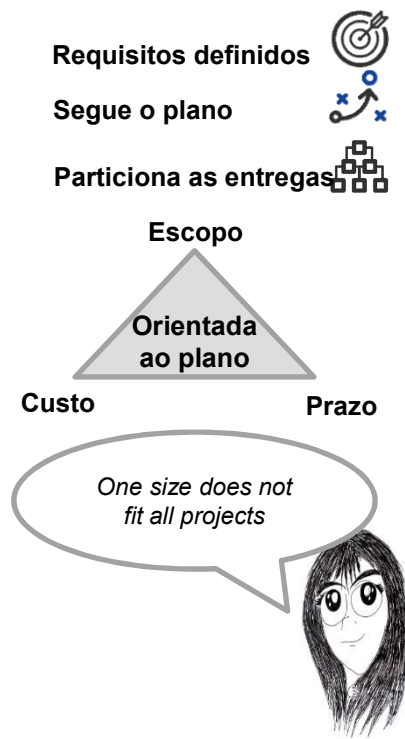 Requisitos definidos
Segue o plano
Particiona as entregas
Escopo
Orientada
ao plano
Custo
Prazo
One size does not
fit all projects